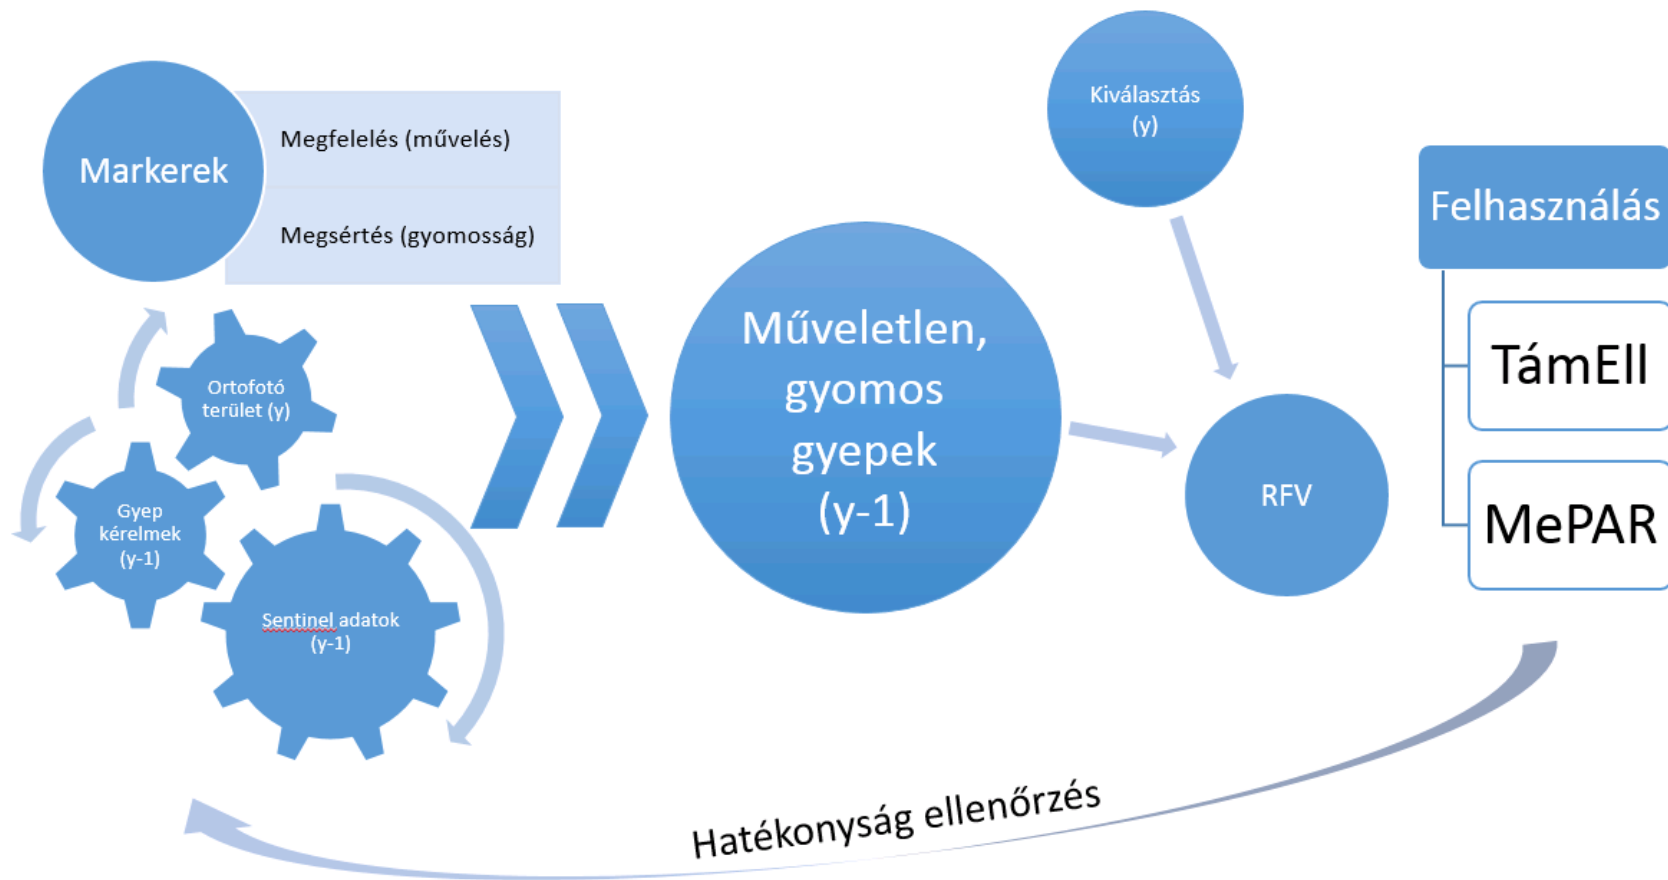 Markerek
Megfelelés (művelés)
Megsértés (gyomosság)
Ortofotó
terület (y)
Gyep
kérelmek
(y-1)
Sentinel adatok
(y-1)
Műveletlen,
gyomos
gyepek
(y-1)
Kiválasztás
(y)
RFV
Felhasználás
TámEll
MePAR
Hatékonyság ellenőrzés